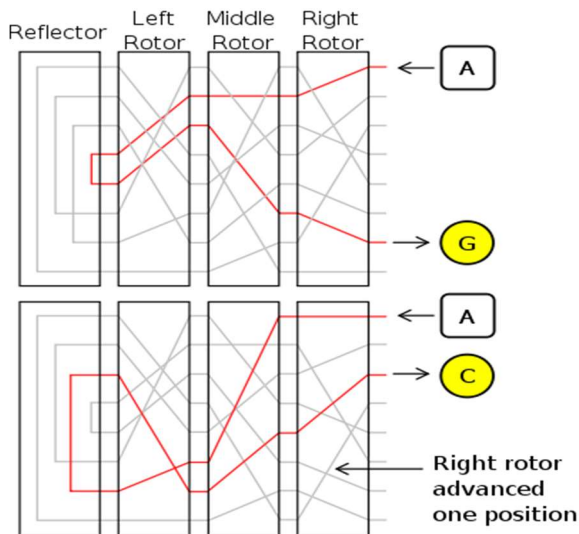 Reflector
Left
Rotor
Middle
Rotor
Right
Rotor
A
G
A
C
Right rotor
advanced
one position